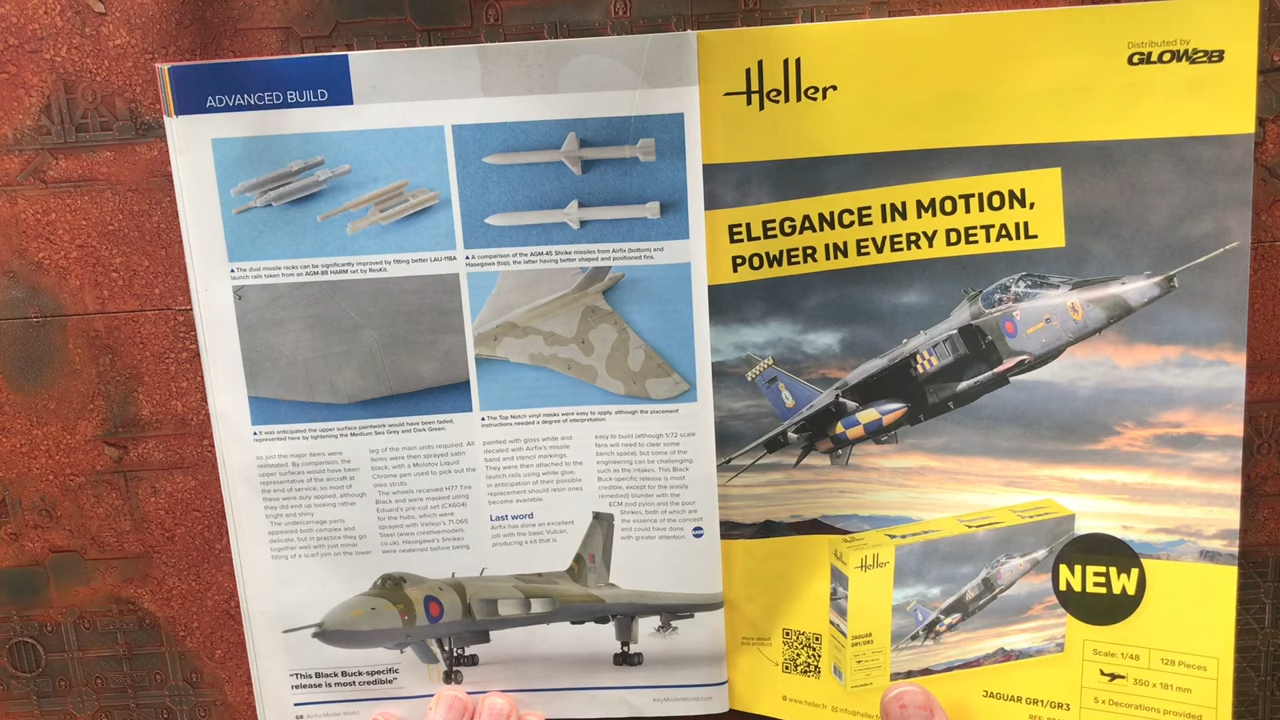 ADVANCED BUILD
▲ The dual missile racks can be significantly improved by fitting better LAU-118A
launch rails taken from an AGM-88 HARM set by ResKit.
▲ A comparison of the AGM-45 Shrike missiles from Airfix (bottom) and
Hasegawa (top), the latter having better shaped and positioned fins.
▲ It was anticipated the upper surface paintwork would have been faded,
represented here by lightening the Medium Sea Grey and Dark Green.
▲ The Top Notch vinyl masks were easy to apply, although the placement
instructions needed a degree of interpretation.
so just the major items were
reinstated. By comparison, the
upper surfaces would have been
representative of the aircraft at
the end of service, so most of
these were duly applied, although
they did end up looking rather
bright and shiny.
The undercarriage parts
appeared both complex and
delicate, but in practice they go
together well with just minor
filling of a scarf join on the lower
leg of the main units required. All
items were then sprayed satin
black, with a Molotow Liquid
Chrome pen used to pick out the
oleo struts.
The wheels received H77 Tire
Black and were masked using
Eduard's pre-cut set (CX604)
for the hubs, which were
sprayed with Vallejo's 71.065
Steel (www.creativemodels.
co.uk). Hasegawa's Shrikes
were neatened before being
painted with gloss white and
decaled with Airfix's missile
band and stencil markings.
They were then attached to the
launch rails using white glue,
in anticipation of their possible
replacement should resin ones
become available.
Last word
Airfix has done an excellent
job with the basic Vulcan,
producing a kit that is
easy to build (although 1/72 scale
fans will need to clear some
bench space), but some of the
engineering can be challenging,
such as the intakes. This Black
Buck-specific release is most
credible, except for the (easily
remedied) blunder with the
ECM pod pylon and the poor
Shrikes, both of which are
the essence of the concept
and could have done
with greater attention.
"This Black Buck-specific
release is most credible"
68 Airfix Model World
KeyModelWorld.com
Heller
Distributed by
GLOW2B
ELEGANCE IN MOTION,
POWER IN EVERY DETAIL
Heller
JAGUAR
GR1/GR3
NEW
more about
this product
www.heller.fr
info@heller.f
JAGUAR GR1/GR3
Scale: 1/48
128 Pieces
350 x 181 mm
5 x Decorations provided